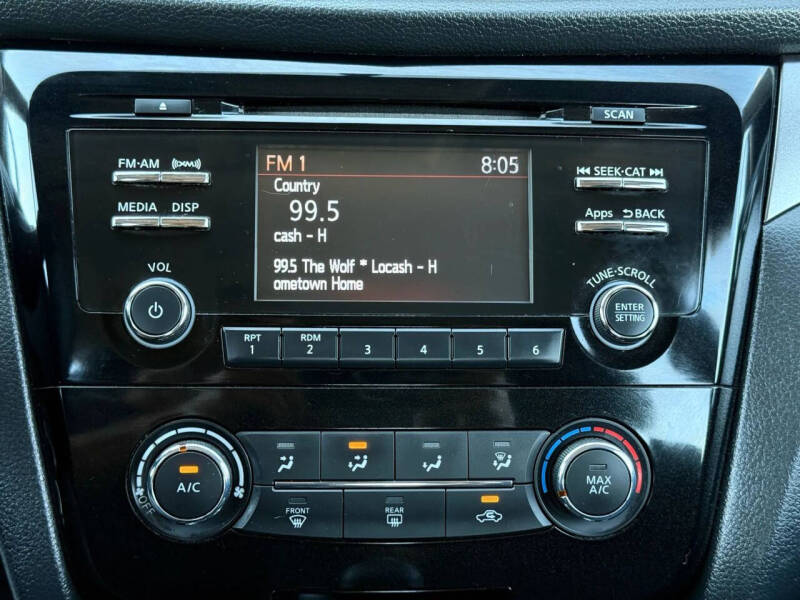 SCAN
FM·AM
((XM))
MEDIA DISP
VOL
FM 1 8:05
Country
99.5
cash - H
99.5 The Wolf * Locash - H
ometown Home
SEEK·CAT
Apps BACK
TUNE·SCROLL
ENTER
SETTING
RPT
1
RDM
2
3
4
5
6
A/C
OFF
FRONT
REAR
MAX
A/C